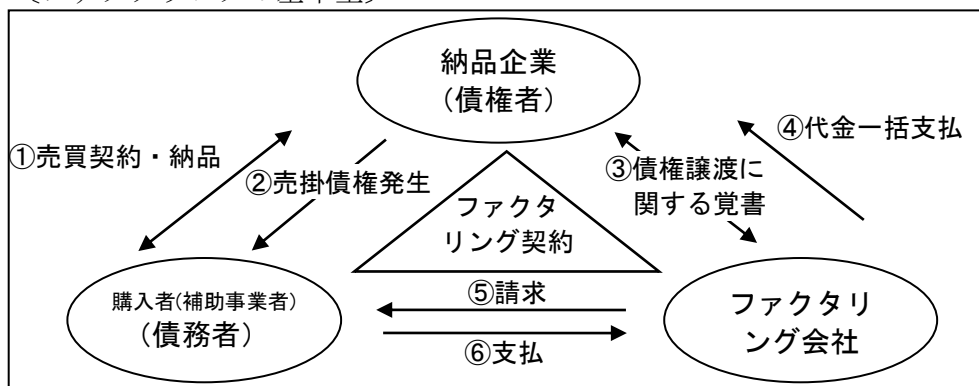 納品企業
(債権者)
④代金一括支払
①売買契約・納品
②売掛債権発生
③債権譲渡に
関する覚書
ファクタ
リング契約
⑤請求
購入者(補助事業者)
(債務者)
ファクタリ
ング会社
⑥支払